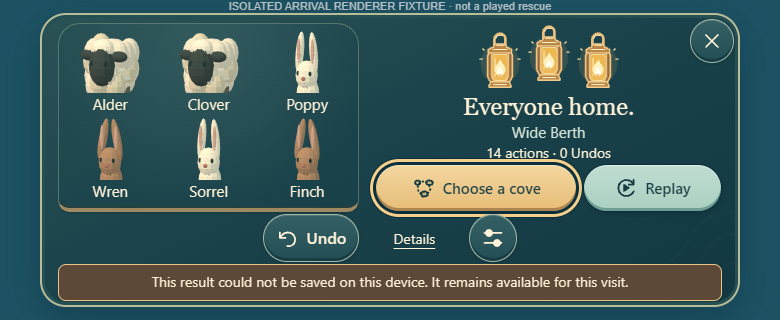 ISOLATED ARRIVAL RENDERER FIXTURE · not a played rescue
Alder
Clover
Poppy
Wren
Sorrel
Finch
Everyone home.
Wide Berth
14 actions · 0 Undos
Choose a cove
Replay
Undo
Details
This result could not be saved on this device. It remains available for this visit.